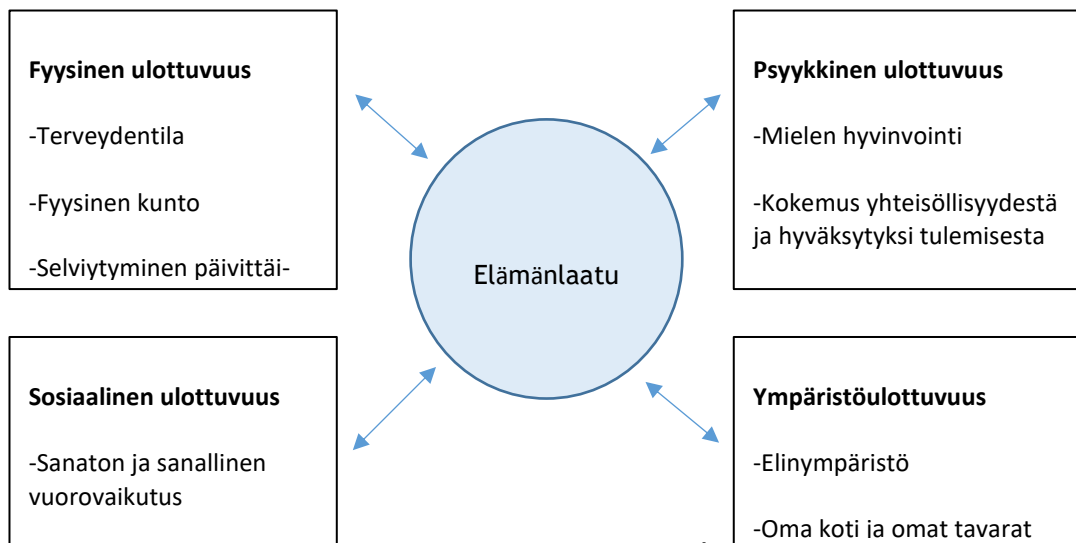 Fyysinen ulottuvuus
-Terveydentila
-Fyysinen kunto
-Selviytyminen päivittäi-
Psyykkinen ulottuvuus
-Mielen hyvinvointi
-Kokemus yhteisöllisyydestä
ja hyväksytyksi tulemisesta
Elämänlaatu
Sosiaalinen ulottuvuus
-Sanaton ja sanallinen
vuorovaikutus
Ympäristöulottuvuus
-Elinympäristö
-Oma koti ja omat tavarat